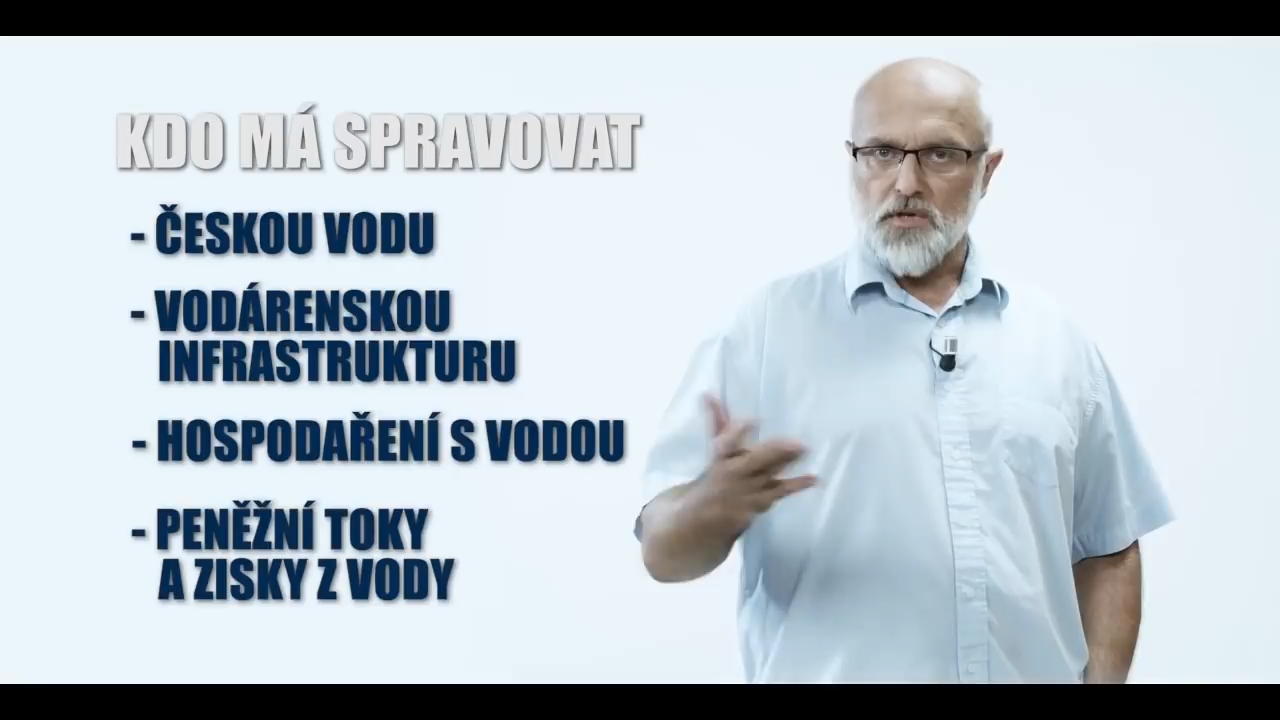 KDO MÁ SPRAVOVAT
- ČESKOU VODU
- VODÁRENSKOU
INFRASTRUKTURU
- HOSPODAŘENÍ S VODOU
- PENĚŽNÍ TOKY
A ZISKY Z VODY